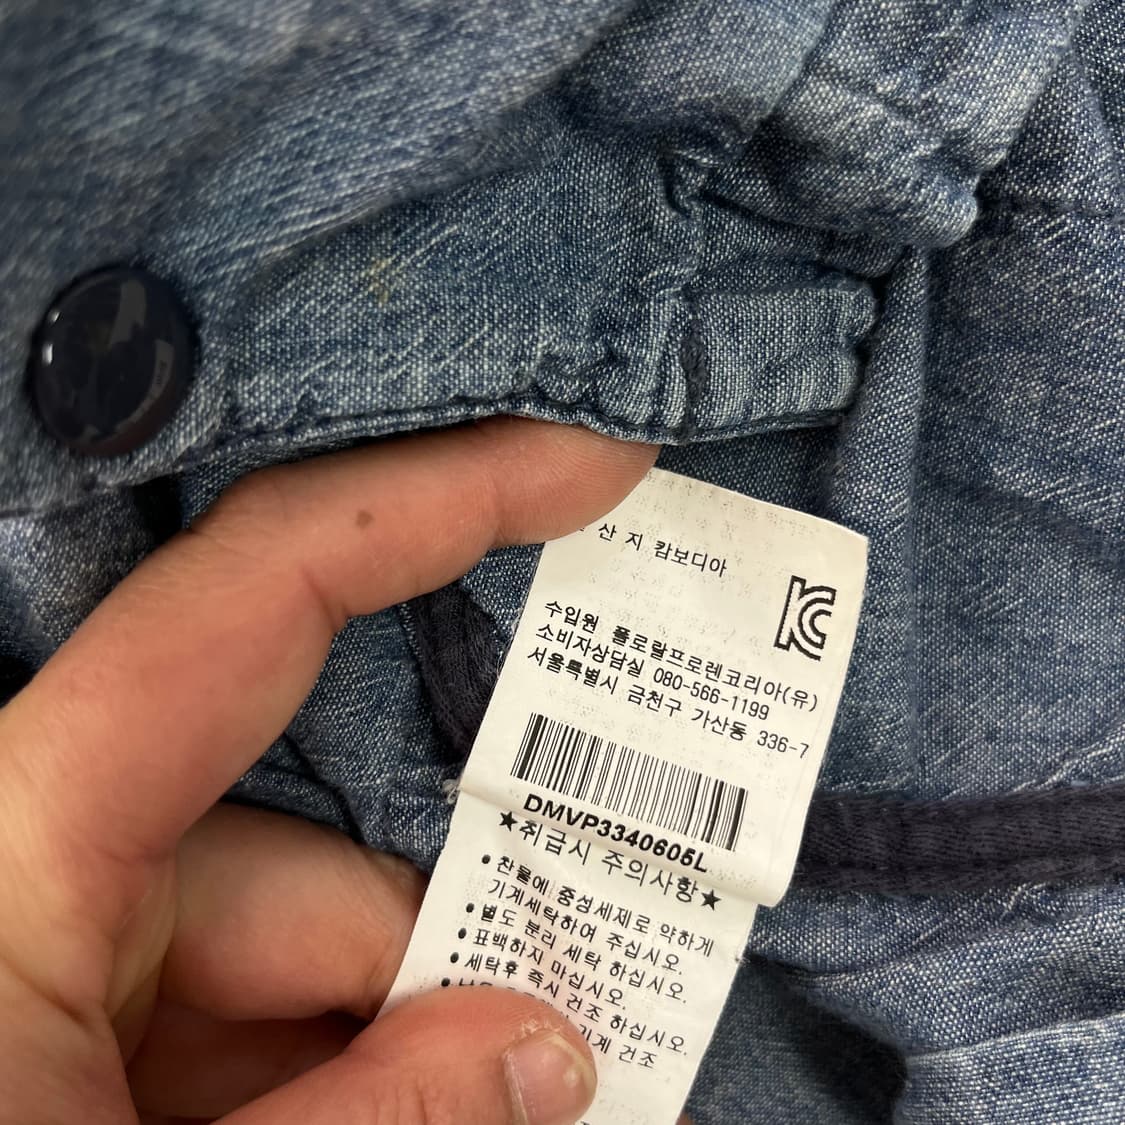 산 지 캄보디아
KC
수입원 폴로랄프로렌코리아(유)
소비자상담실 080-566-1199
서울특별시 금천구 가산동 336-7
DMVP3340605L
★취급시 주의사항★
• 찬물에 중성세제로 약하게
기계세탁하여 주십시오.
• 별도 분리 세탁 하십시오.
• 표백하지 마십시오.
• 세탁후 즉시 건조 하십시오.
기계 건조